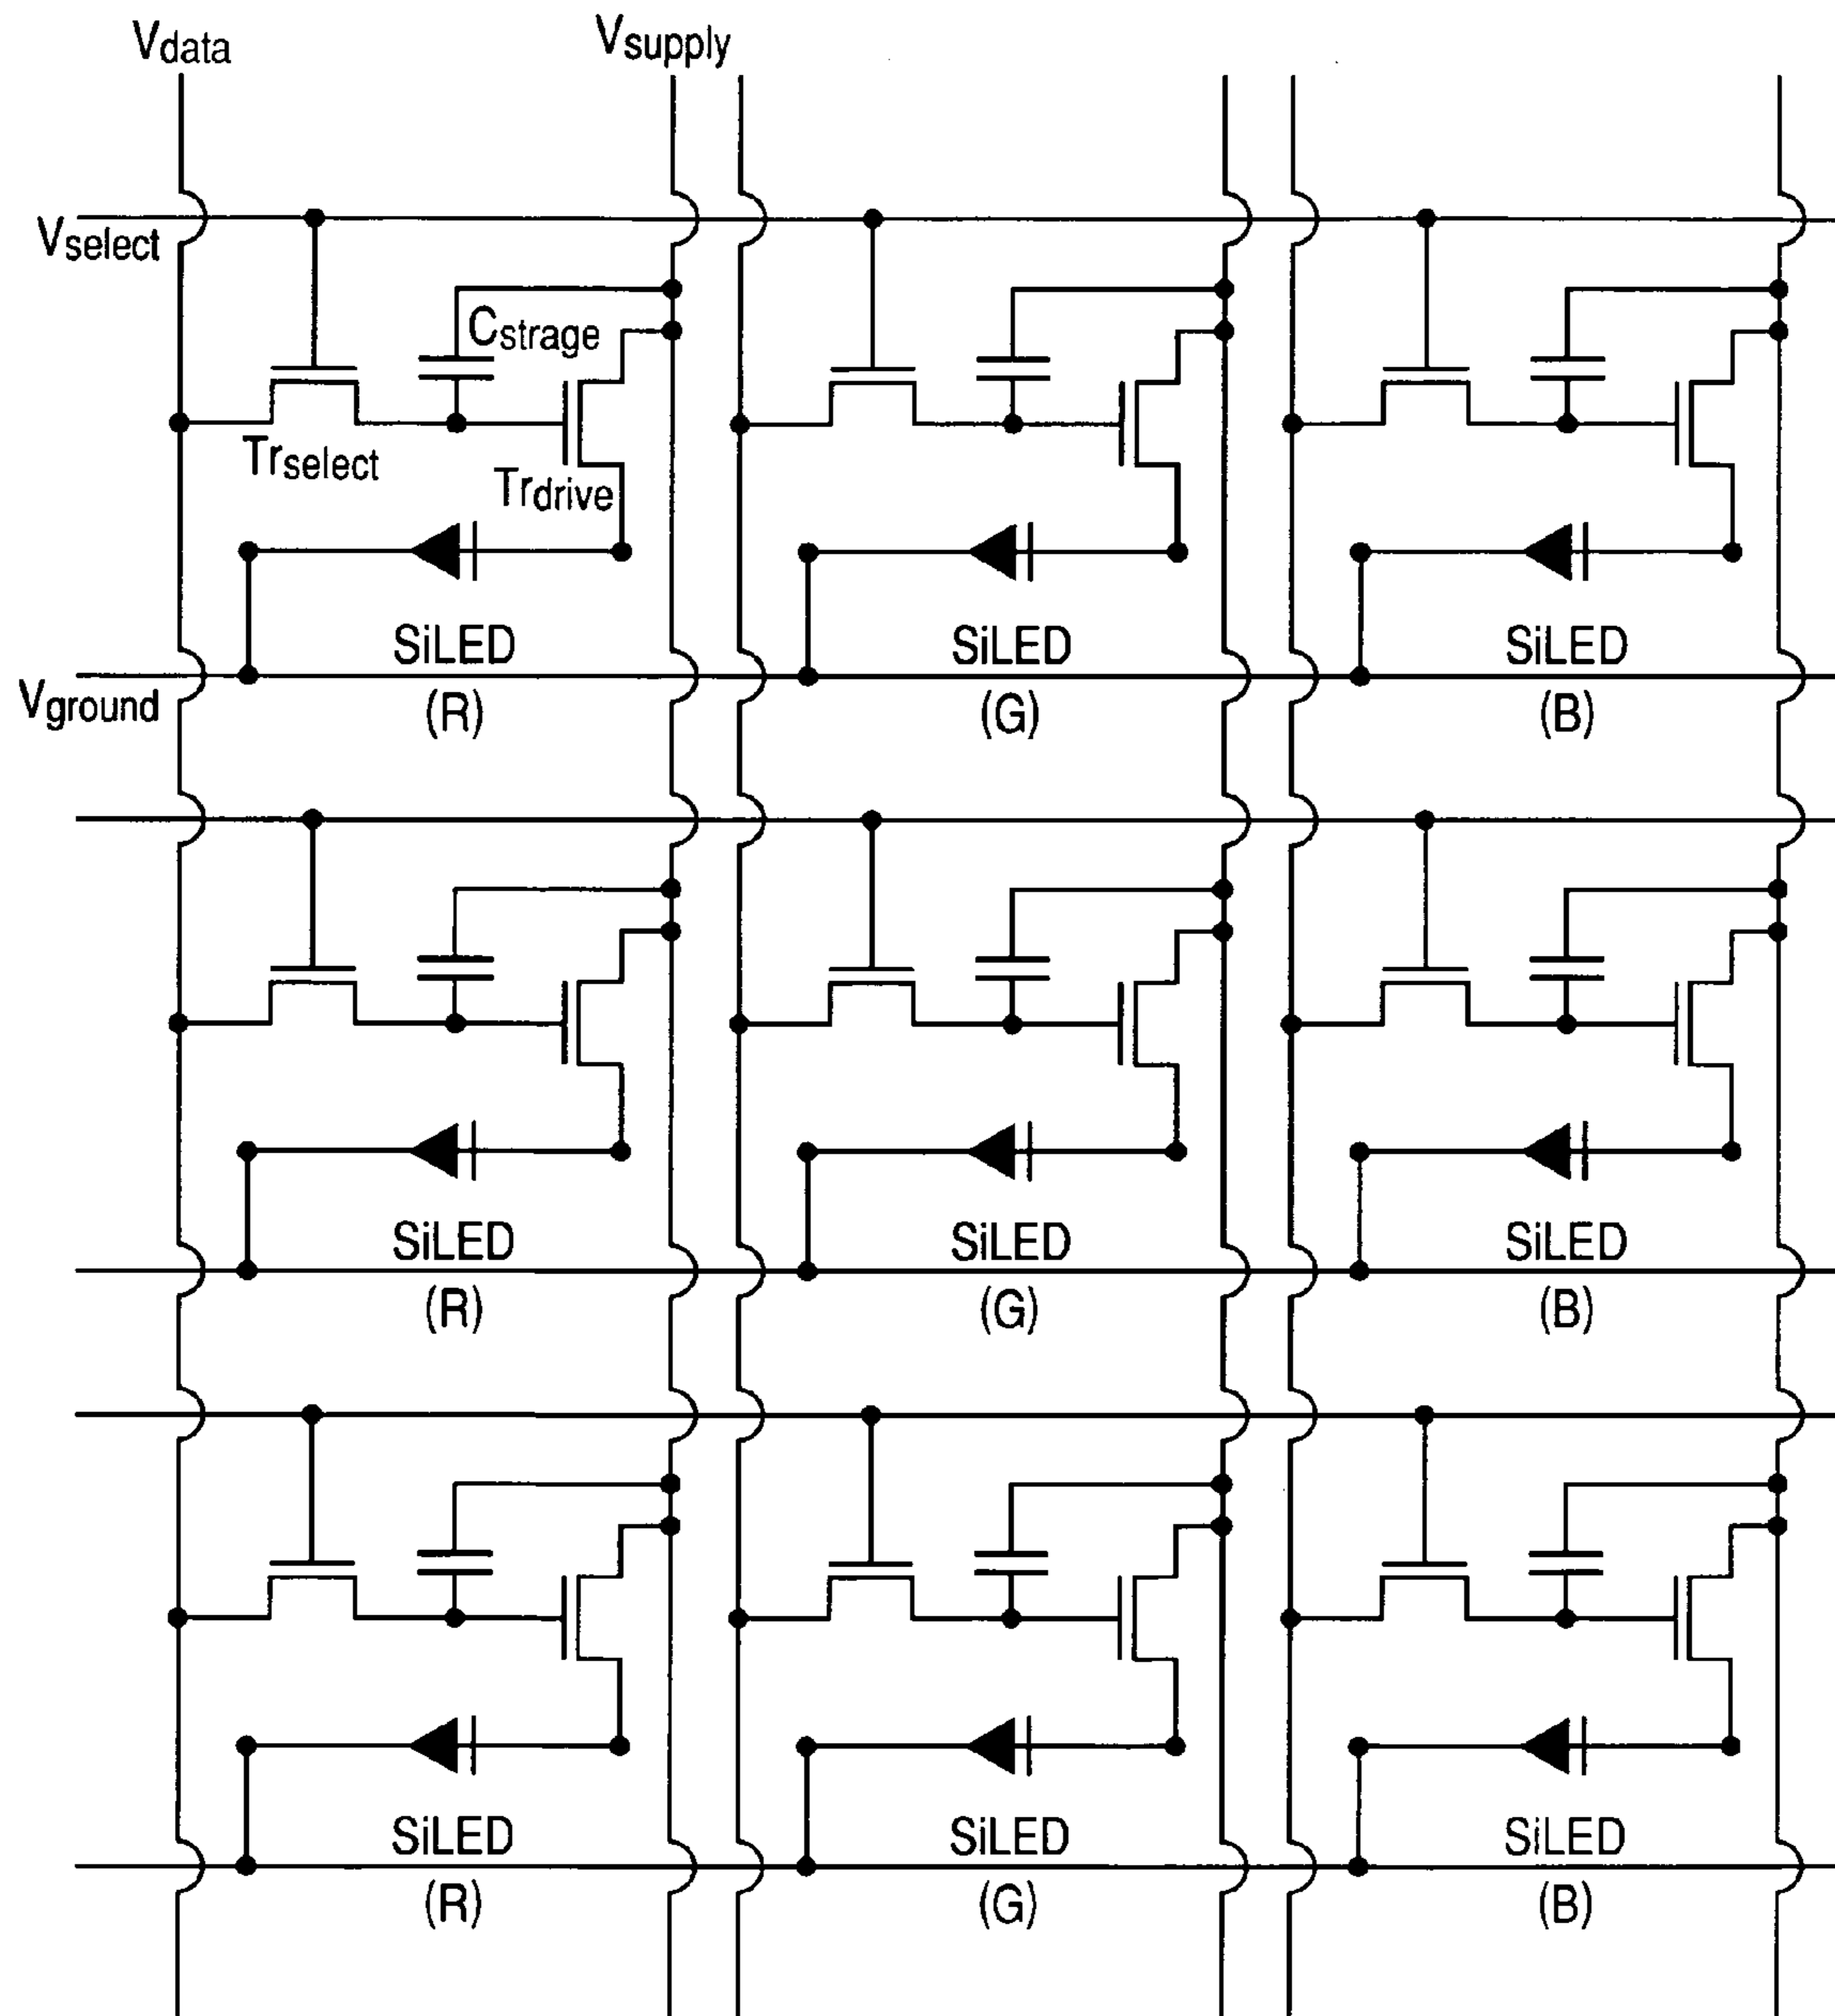 Vdata
Vsupply
Vselect
Cstrage
Trselect
Trdrive
SiLED
SiLED
SiLED
Vground
(R)
(G)
(B)
SiLED
SiLED
SiLED
(R)
(G)
(B)
SiLED
SiLED
SiLED
(R)
(G)
(B)